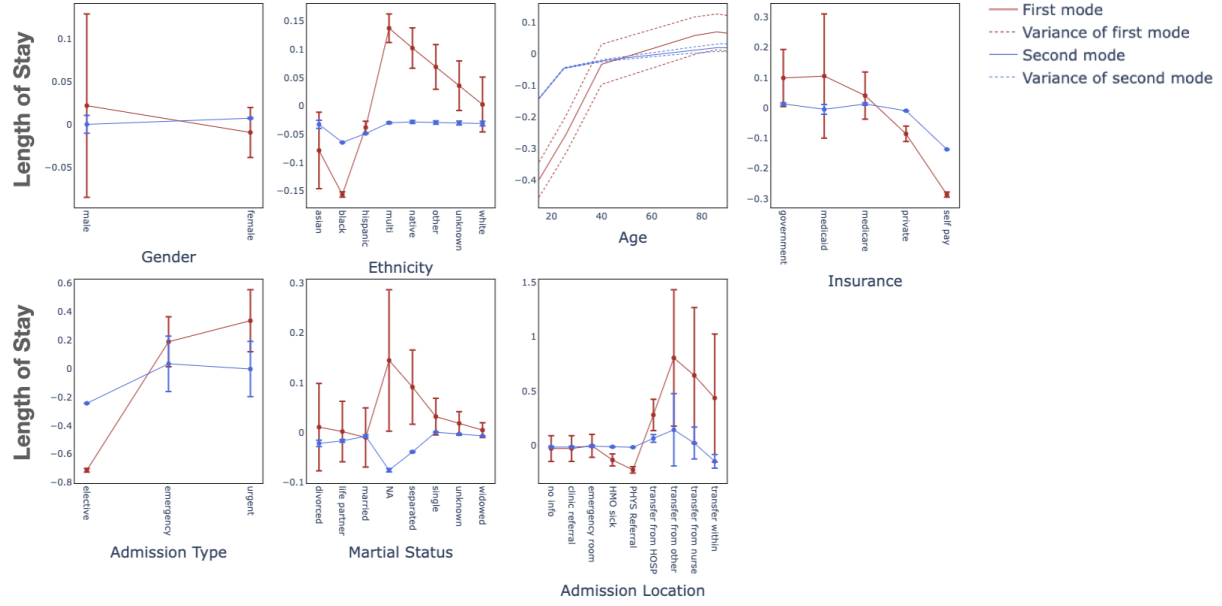 First mode
Variance of first mode
Second mode
Variance of second mode
Length of Stay
0.1
0.05
0
−0.05
male
female
Gender
0.15
0.1
0.05
0
−0.05
−0.1
−0.15
asian
black
hispanic
multi
native
other
unknown
white
Ethnicity
0.1
0
−0.1
−0.2
−0.3
−0.4
20
40
60
80
Age
0.3
0.2
0.1
0
−0.1
−0.2
−0.3
government
medicaid
medicare
private
self pay
Insurance
Length of Stay
0.6
0.4
0.2
0
−0.2
−0.4
−0.6
−0.8
elective
emergency
urgent
Admission Type
0.3
0.2
0.1
0
−0.1
divorced
life partner
married
NA
separated
single
unknown
widowed
Martial Status
1.5
1
0.5
0
no info
clinic referral
emergency room
HMO sick
PHYS Referral
transfer from HOSP
transfer from other
transfer from nurse
transfer within
Admission Location